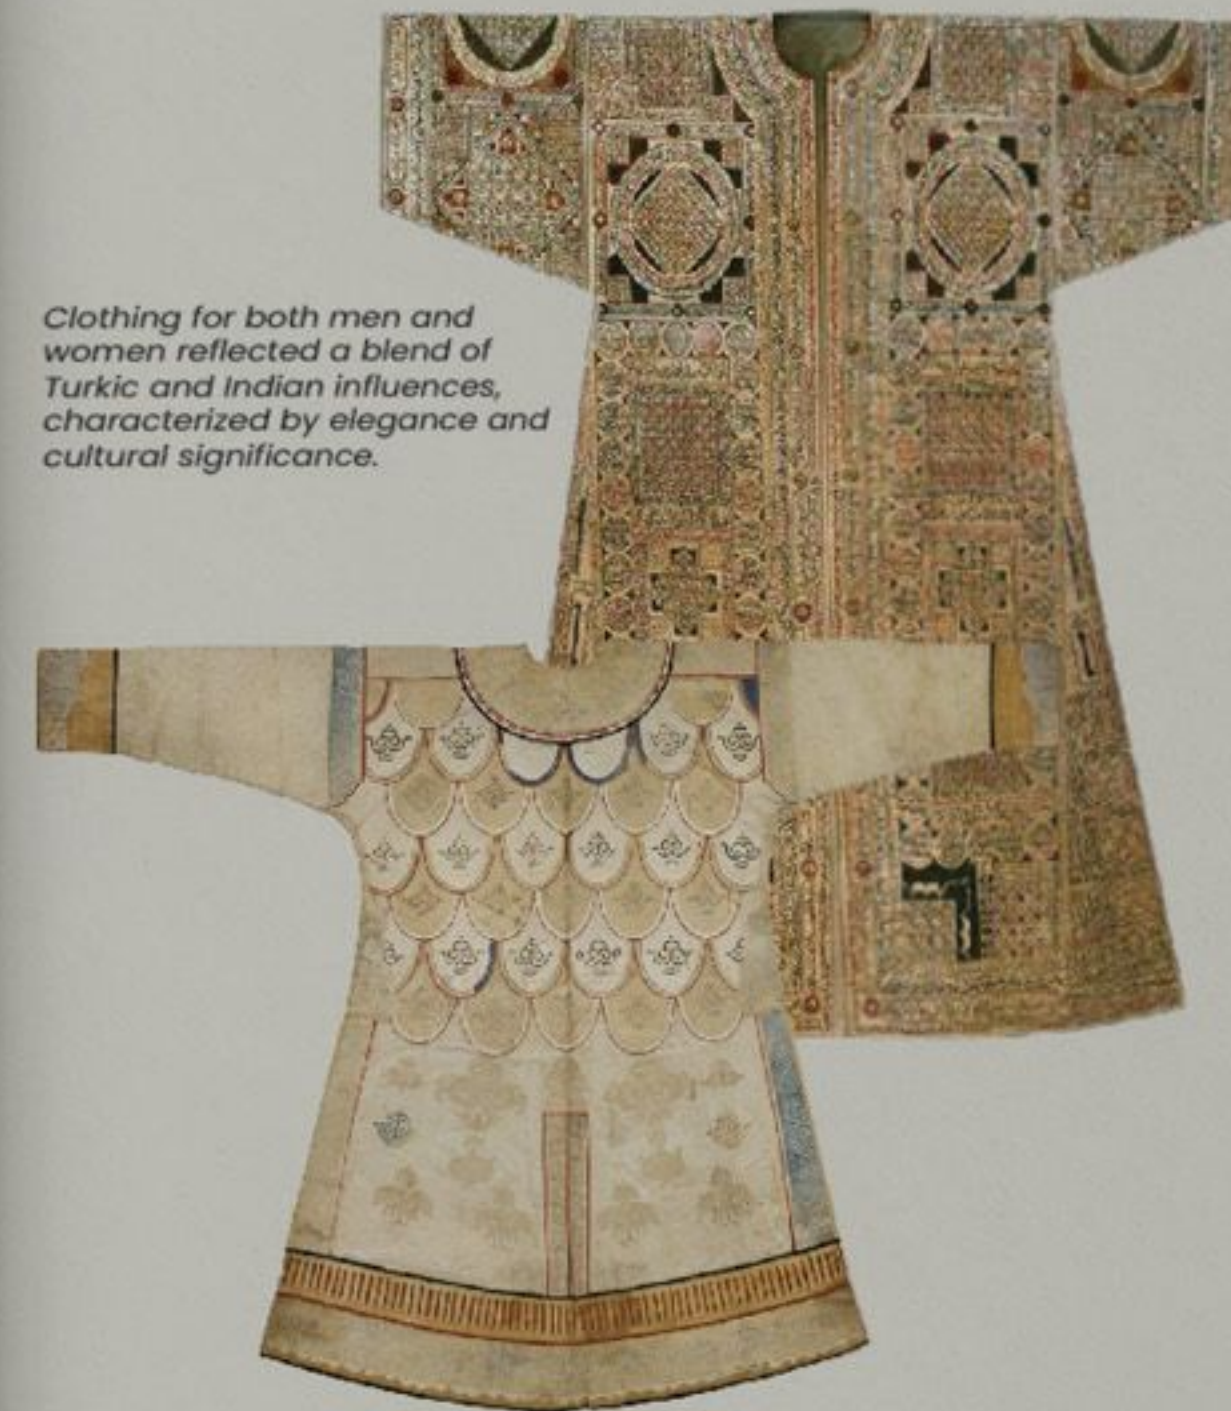 Clothing for both men and
women reflected a blend of
Turkic and Indian influences,
characterized by elegance and
cultural significance.